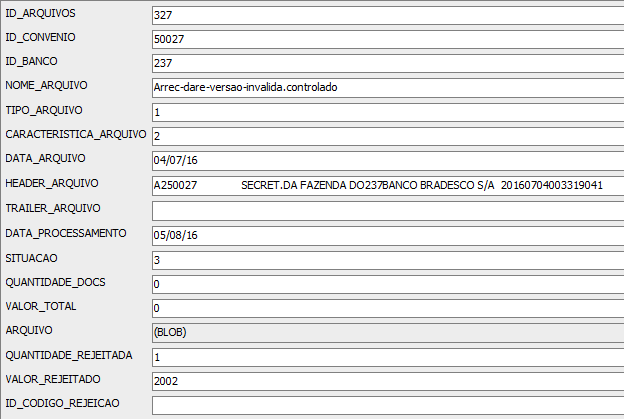 ID_ARQUIVOS 327
ID_CONVENIO 50027
ID_BANCO 237
NOME_ARQUIVO Arrec-dare-versao-invalida.controlado
TIPO_ARQUIVO 1
CARACTERISTICA_ARQUIVO 2
DATA_ARQUIVO 04/07/16
HEADER_ARQUIVO A250027 SECRET.DA FAZENDA DO237BANCO BRADESCO S/A 20160704003319041
TRAILER_ARQUIVO
DATA_PROCESSAMENTO 05/08/16
SITUACAO 3
QUANTIDADE_DOCS 0
VALOR_TOTAL 0
ARQUIVO (BLOB)
QUANTIDADE_REJEITADA 1
VALOR_REJEITADO 2002
ID_CODIGO_REJEICAO